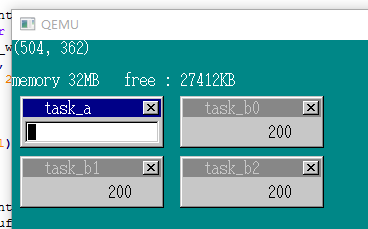 QEMU
(504, 362)
memory 32MB   free : 27412KB
task_a
task_b0
200
task_b1
task_b2
200
200